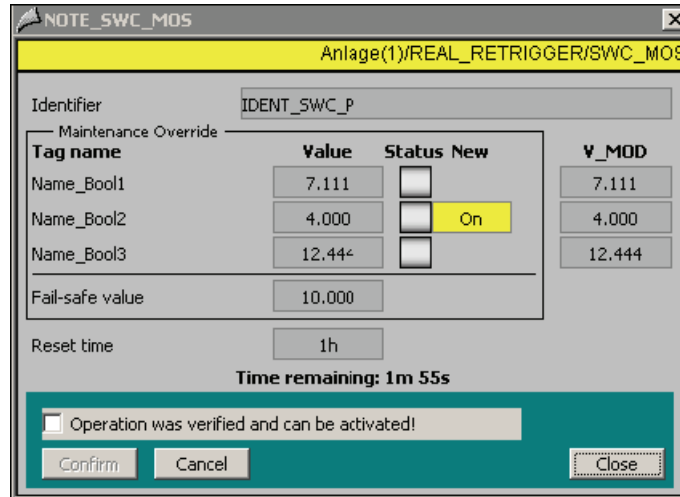 NOTE_SWC_MOS
Anlage(1)/REAL_RETRIGGER/SWC_MOS
Identifier IDENT_SWC_P
Maintenance Override
Tag name Value Status New V_MOD
Name_Bool1 7.111 7.111
Name_Bool2 4.000 On 4.000
Name_Bool3 12.444 12.444
Fail-safe value 10.000
Reset time 1h
Time remaining: 1m 55s
Operation was verified and can be activated!
Confirm Cancel Close